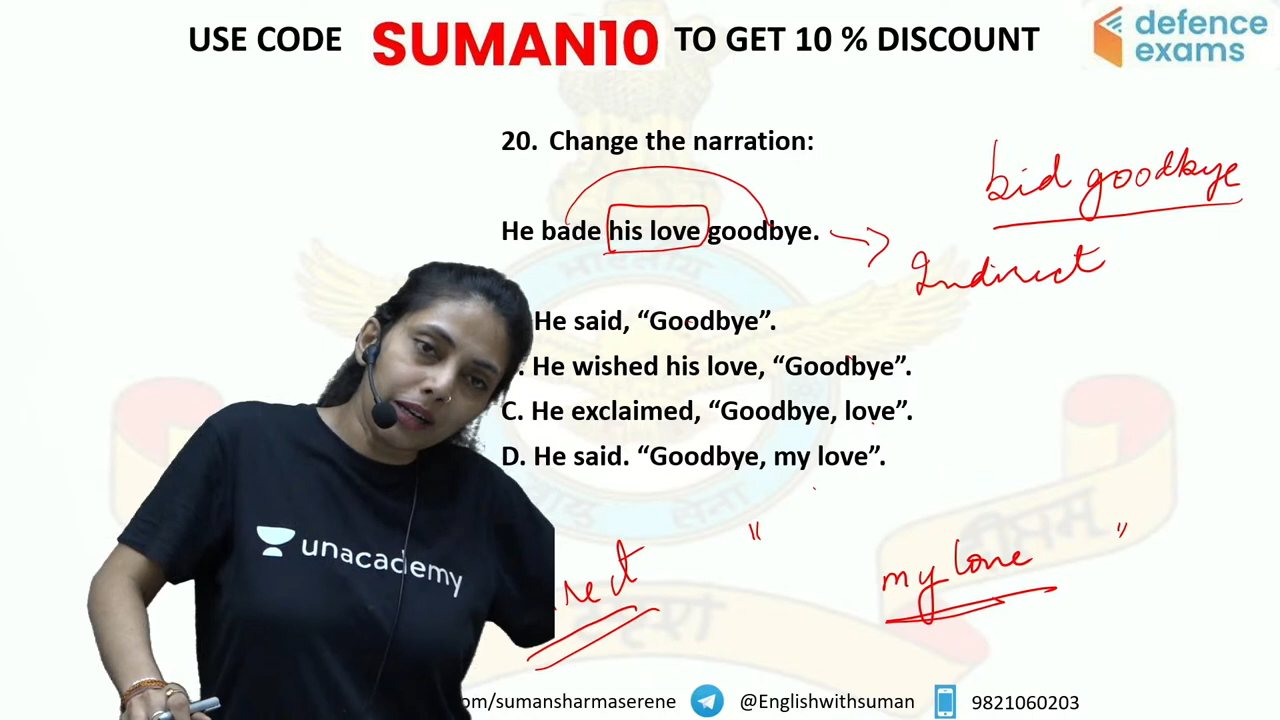 USE CODE SUMAN10 TO GET 10 % DISCOUNT
defence
exams
20. Change the narration:
bid goodbye
He bade his love goodbye.
Indirect
He said, “Goodbye”.
. He wished his love, “Goodbye”.
C. He exclaimed, “Goodbye, love”.
D. He said. “Goodbye, my love”.
" my love "
rect
unacademy
om/sumansharmaserene @Englishwithsuman 9821060203